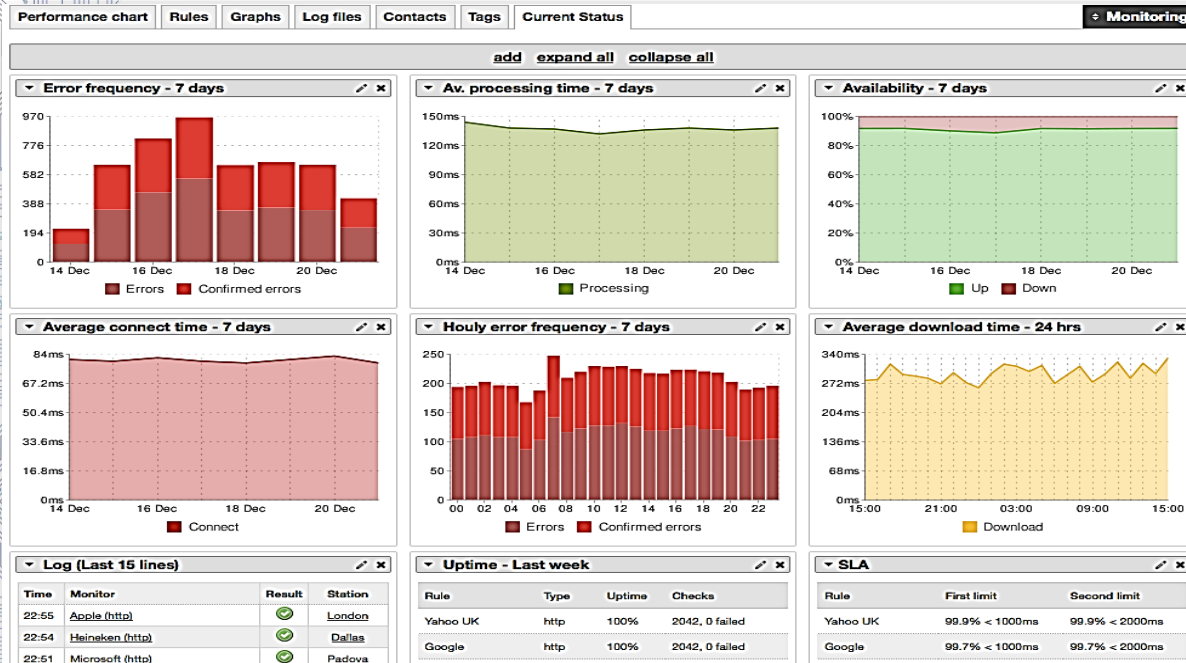 Performance chart Rules Graphs Log files Contacts Tags Current Status Monitoring
add expand all collapse all
Error frequency - 7 days
970
776
582
388
194
0
14 Dec 16 Dec 18 Dec 20 Dec
Errors Confirmed errors
Av. processing time - 7 days
150ms
120ms
90ms
60ms
30ms
0ms
14 Dec 16 Dec 18 Dec 20 Dec
Processing
Availability - 7 days
100%
80%
60%
40%
20%
0%
14 Dec 16 Dec 18 Dec 20 Dec
Up Down
Average connect time - 7 days
84ms
67.2ms
50.4ms
33.6ms
16.8ms
0ms
14 Dec 16 Dec 18 Dec 20 Dec
Connect
Houly error frequency - 7 days
250
200
150
100
50
0
00 02 04 06 08 10 12 14 16 18 20 22
Errors Confirmed errors
Average download time - 24 hrs
340ms
272ms
204ms
136ms
68ms
0ms
15:00 21:00 03:00 09:00 15:00
Download
Log (Last 15 lines)
Time Monitor Result Station
22:55 Apple (http) London
22:54 Heineken (http) Dallas
22:51 Microsoft (http) Padova
Uptime - Last week
Rule Type Uptime Checks
Yahoo UK http 100% 2042, 0 failed
Google http 100% 2042, 0 failed
SLA
Rule First limit Second limit
Yahoo UK 99.9% < 1000ms 99.9% < 2000ms
Google 99.7% < 1000ms 99.9% < 2000ms